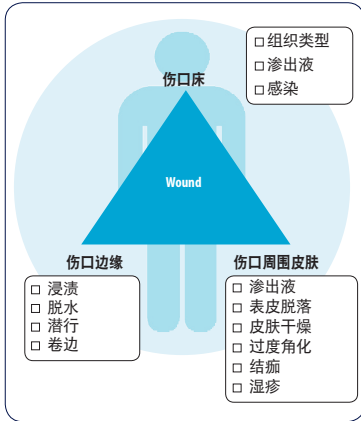 □ 组织类型
□ 渗出液
□ 感染
伤口床
Wound
伤口边缘
□ 浸渍
□ 脱水
□ 潜行
□ 卷边
伤口周围皮肤
□ 渗出液
□ 表皮脱落
□ 皮肤干燥
□ 过度角化
□ 结痂
□ 湿疹